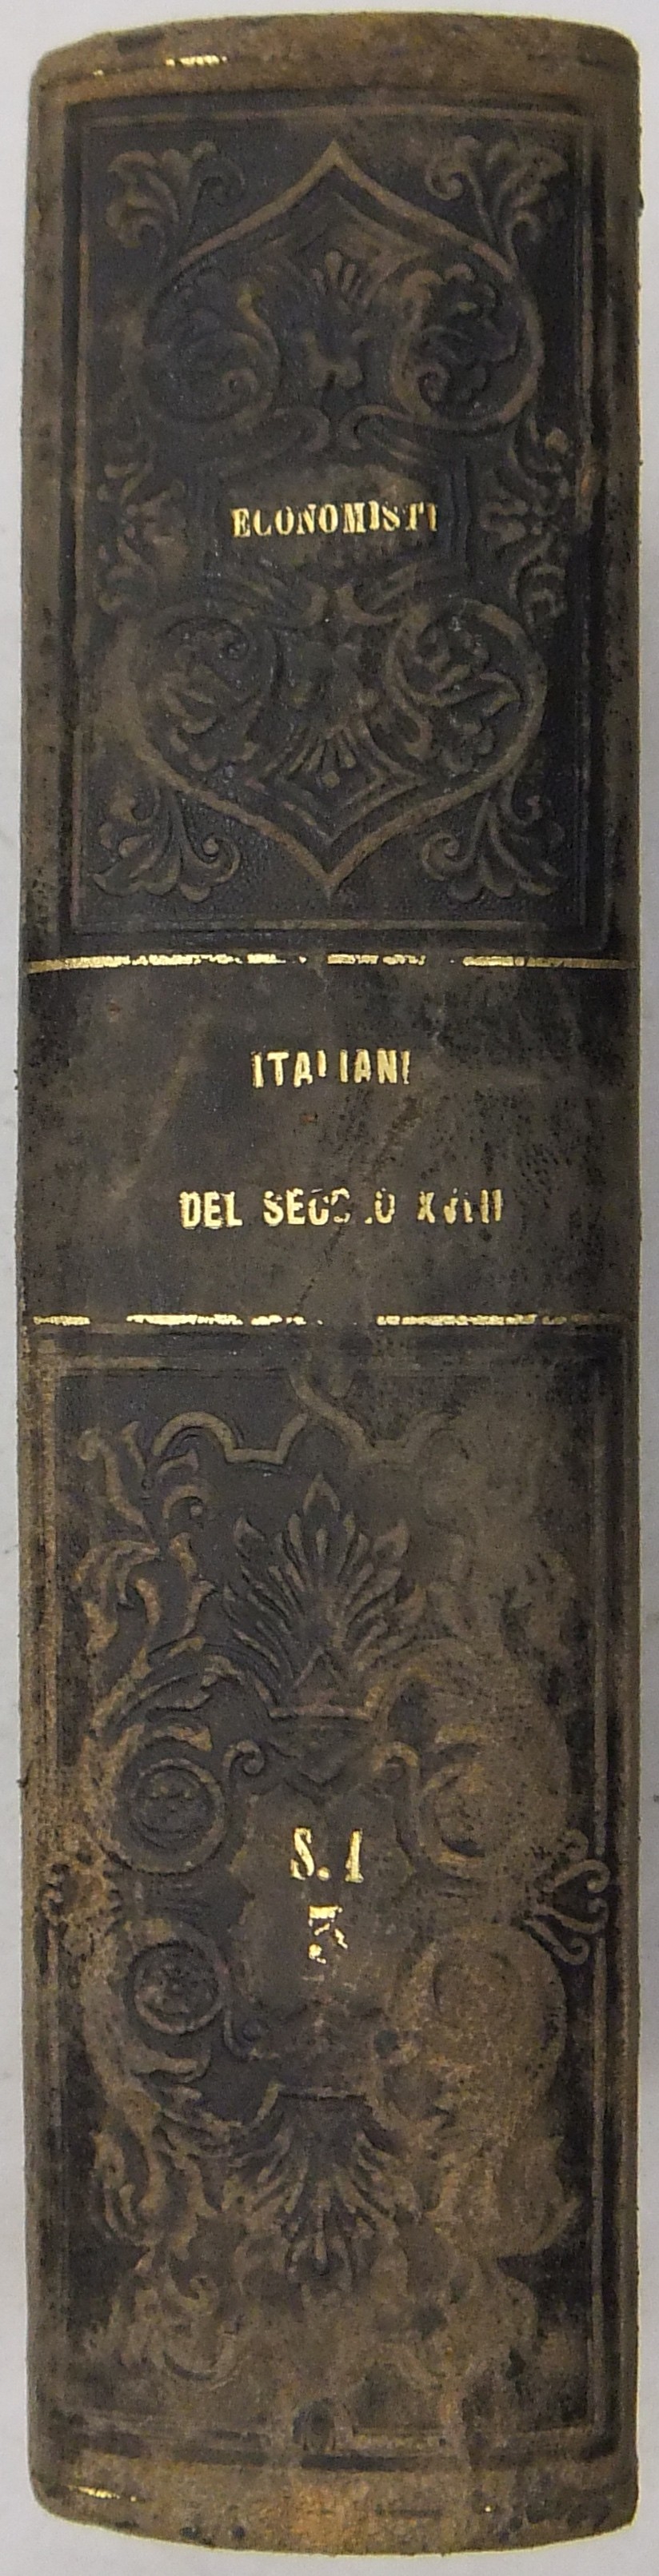 ECONOMISTI
ITALIANI
DEL SECOLO XVIII
S. 1